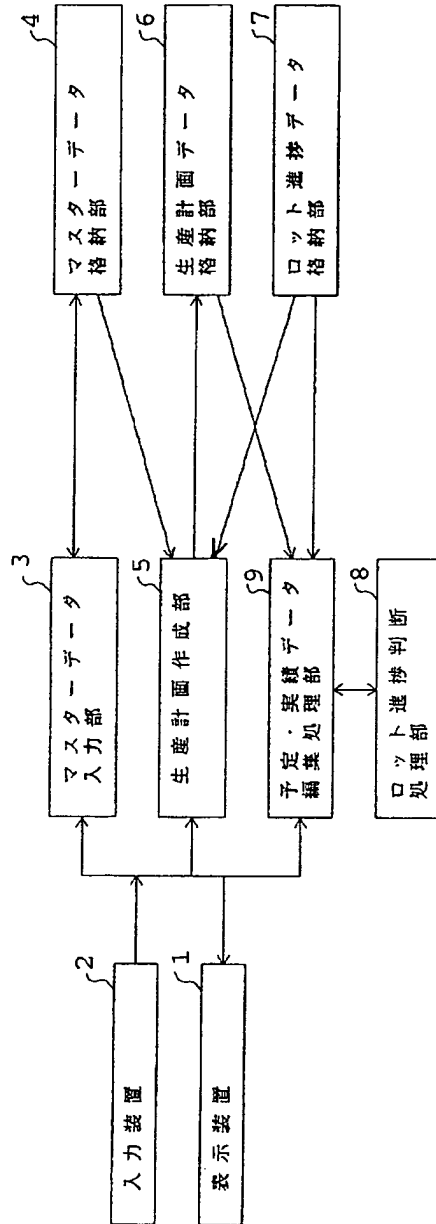 2
入力装置
1
表示装置
3
マスターデータ
入力部
5
生産計画作成部
9
予定・実績データ
編集処理部
8
ロット進捗判断
処理部
4
マスターデータ
格納部
6
生産計画データ
格納部
7
ロット進捗データ
格納部